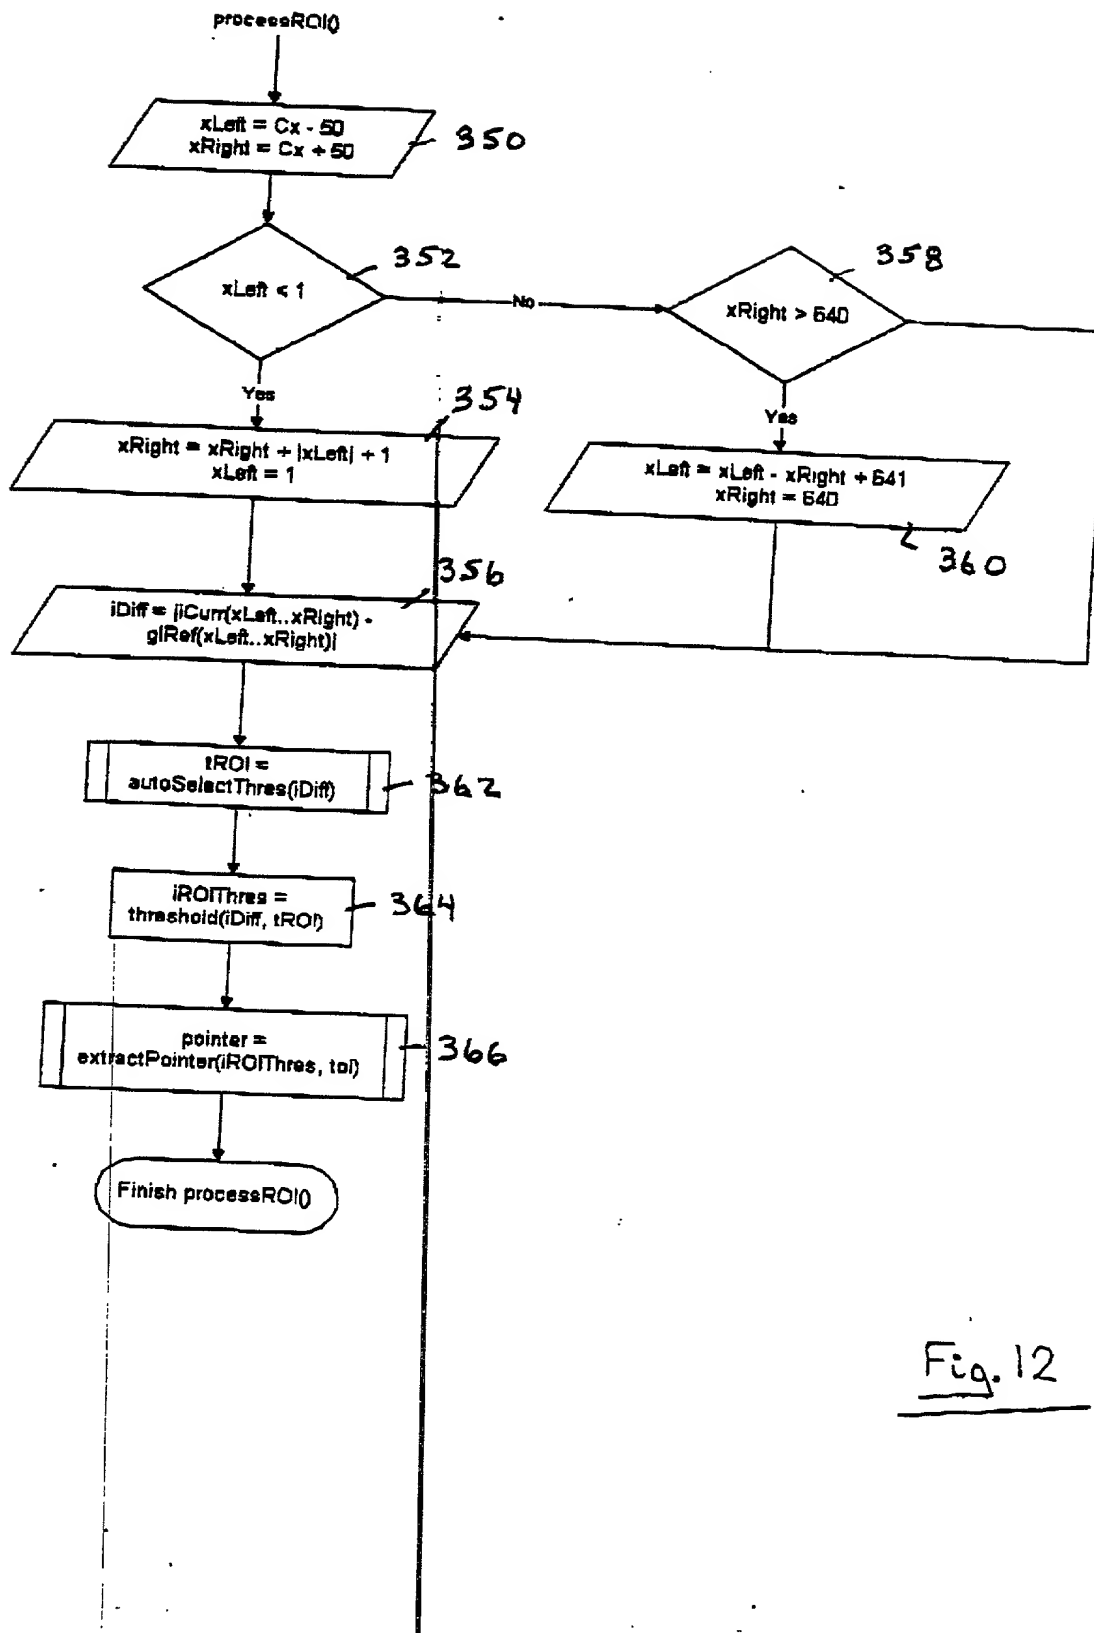 processROI()
xLeft = Cx - 50
xRight = Cx + 50
350
xLeft < 1
352
No
xRight > 640
358
Yes
Yes
354
xRight = xRight + |xLeft| + 1
xLeft = 1
xLeft = xLeft - xRight + 641
xRight = 640
360
356
iDiff = |iCurr(xLeft..xRight) -
gIRef(xLeft..xRight)|
tROI =
autoSelectThres(iDiff)
362
iROIThres =
threshold(iDiff, tROI)
364
pointer =
extractPointer(iROIThres, tol)
366
Finish processROI()
Fig. 12